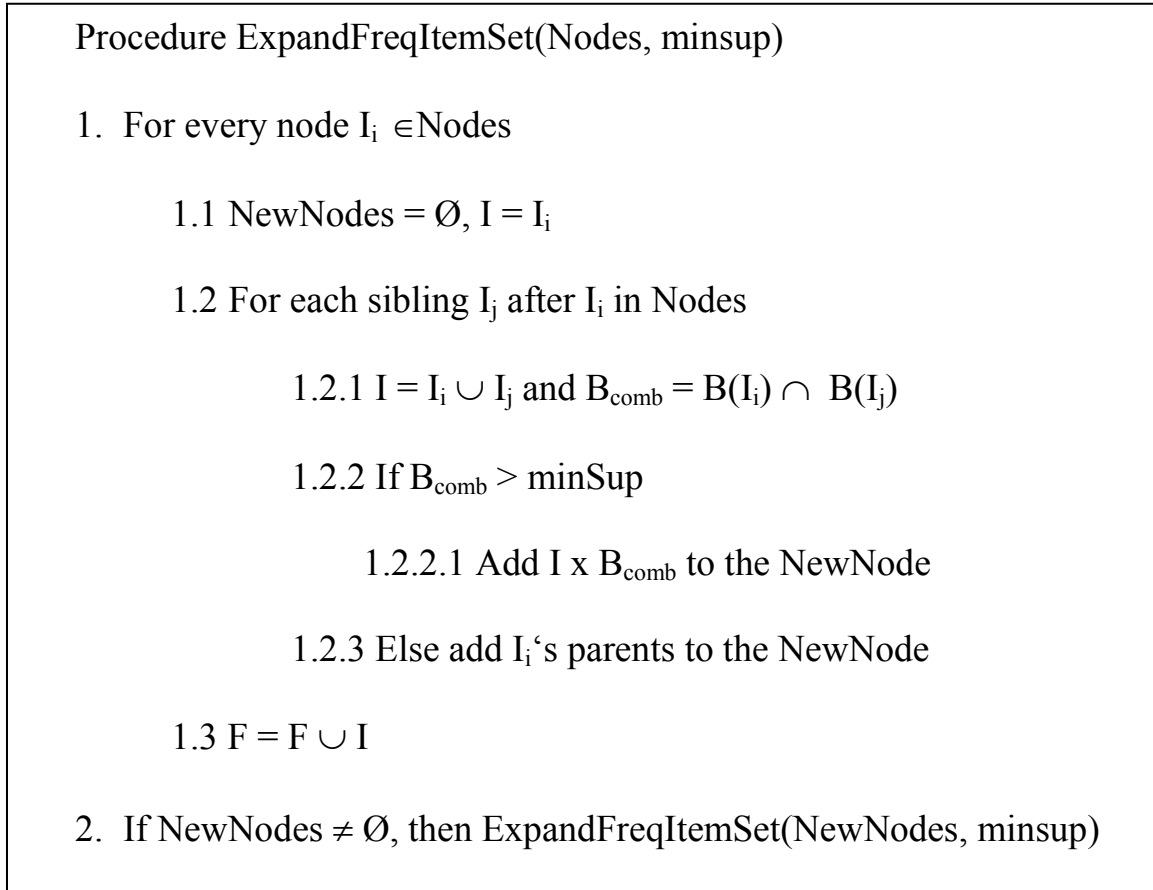 Procedure ExpandFreqItemSet(Nodes, minsup)
1. For every node Iᵢ ∈Nodes
1.1 NewNodes = Ø, I = Iᵢ
1.2 For each sibling Iⱼ after Iᵢ in Nodes
1.2.1 I = Iᵢ ∪ Iⱼ and B_comb = B(Iᵢ) ∩ B(Iⱼ)
1.2.2 If B_comb > minSup
1.2.2.1 Add I x B_comb to the NewNode
1.2.3 Else add Iᵢ‘s parents to the NewNode
1.3 F = F ∪ I
2. If NewNodes ≠ Ø, then ExpandFreqItemSet(NewNodes, minsup)